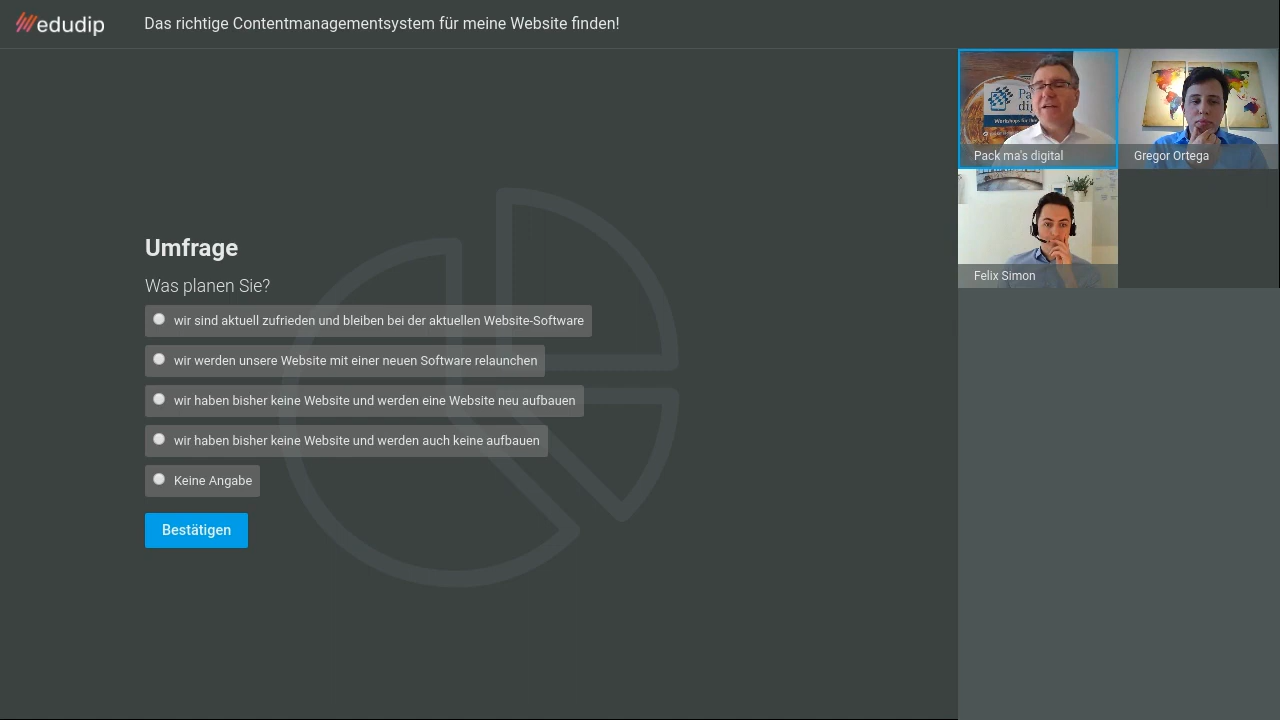 edudip
Das richtige Contentmanagementsystem für meine Website finden!
Pack ma's digital
Gregor Ortega
Felix Simon
Umfrage
Was planen Sie?
wir sind aktuell zufrieden und bleiben bei der aktuellen Website-Software
wir werden unsere Website mit einer neuen Software relaunchen
wir haben bisher keine Website und werden eine Website neu aufbauen
wir haben bisher keine Website und werden auch keine aufbauen
Keine Angabe
Bestätigen